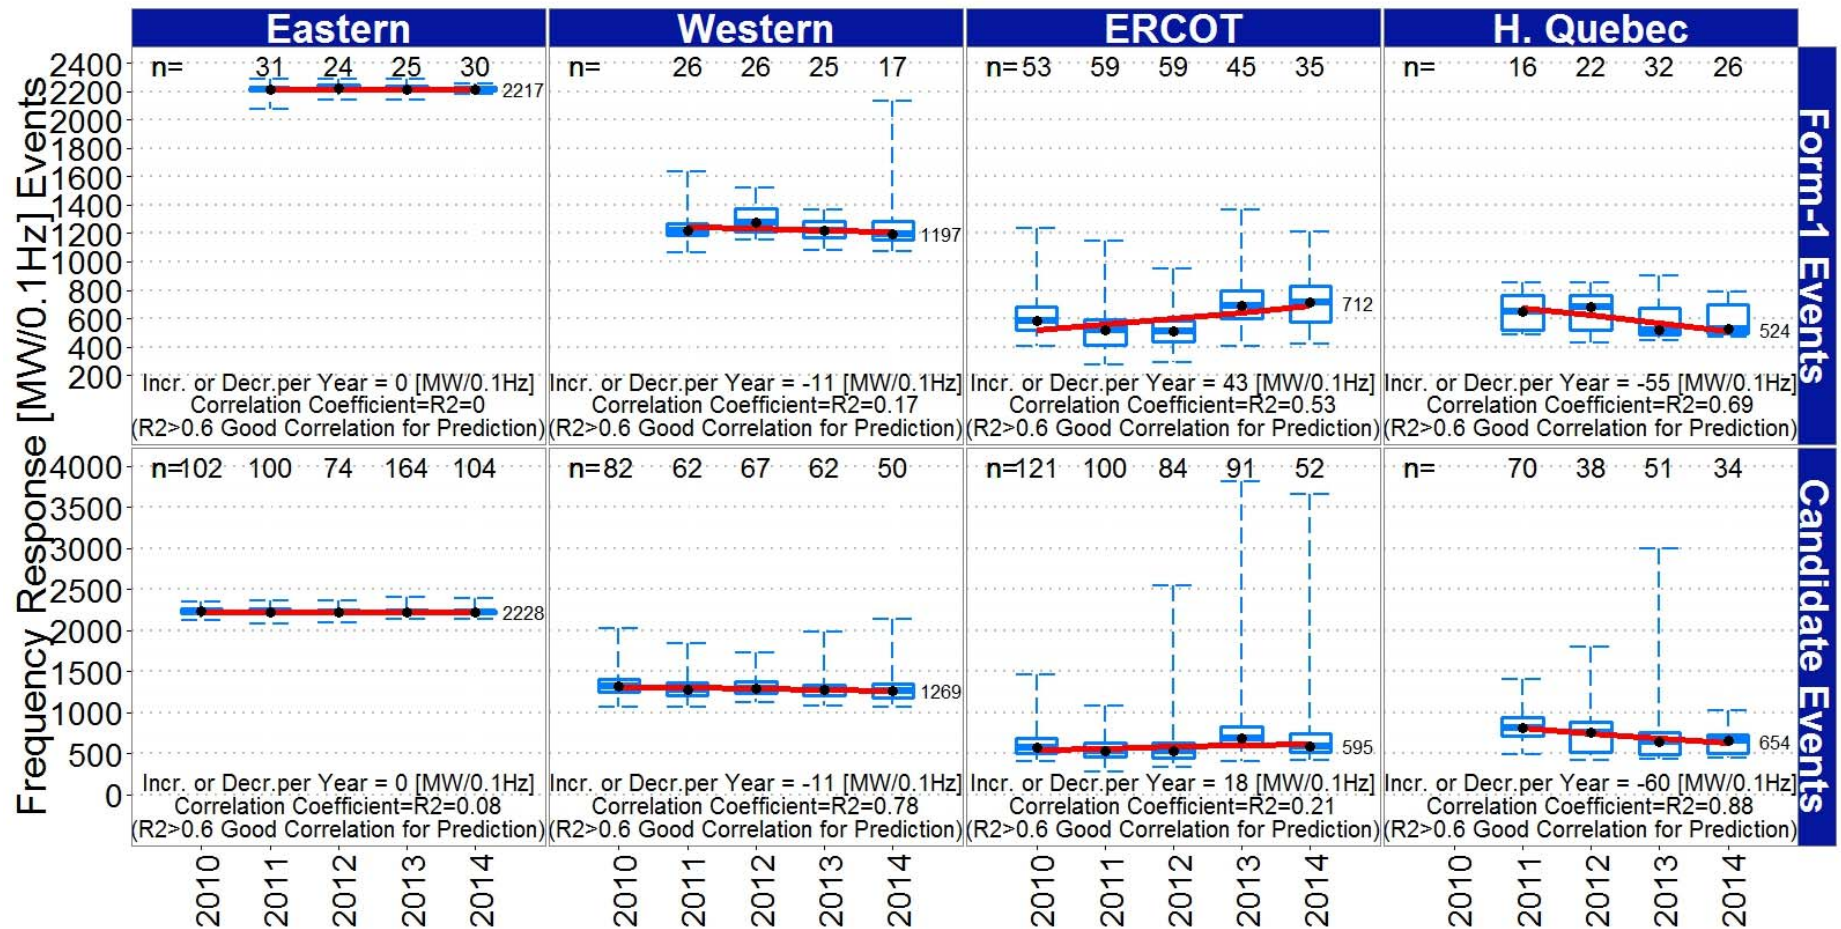 Eastern
Western
ERCOT
H. Quebec
Frequency Response [MW/0.1Hz] Events
Form-1 Events
Candidate Events
2400
2200
2000
1800
1600
1400
1200
1000
800
600
400
200
n= 31 24 25 30
2217
Incr. or Decr.per Year = 0 [MW/0.1Hz]
Correlation Coefficient=R2=0
(R2>0.6 Good Correlation for Prediction)
n= 26 26 25 17
1197
Incr. or Decr.per Year = -11 [MW/0.1Hz]
Correlation Coefficient=R2=0.17
(R2>0.6 Good Correlation for Prediction)
n= 53 59 59 45 35
712
Incr. or Decr.per Year = 43 [MW/0.1Hz]
Correlation Coefficient=R2=0.53
(R2>0.6 Good Correlation for Prediction)
n= 16 22 32 26
524
Incr. or Decr.per Year = -55 [MW/0.1Hz]
Correlation Coefficient=R2=0.69
(R2>0.6 Good Correlation for Prediction)
4000
3500
3000
2500
2000
1500
1000
500
0
n=102 100 74 164 104
2228
Incr. or Decr.per Year = 0 [MW/0.1Hz]
Correlation Coefficient=R2=0.08
(R2>0.6 Good Correlation for Prediction)
n=82 62 67 62 50
1269
Incr. or Decr.per Year = -11 [MW/0.1Hz]
Correlation Coefficient=R2=0.78
(R2>0.6 Good Correlation for Prediction)
n=121 100 84 91 52
595
Incr. or Decr.per Year = 18 [MW/0.1Hz]
Correlation Coefficient=R2=0.21
(R2>0.6 Good Correlation for Prediction)
n= 70 38 51 34
654
Incr. or Decr.per Year = -60 [MW/0.1Hz]
Correlation Coefficient=R2=0.88
(R2>0.6 Good Correlation for Prediction)
2010 2011 2012 2013 2014
2010 2011 2012 2013 2014
2010 2011 2012 2013 2014
2010 2011 2012 2013 2014